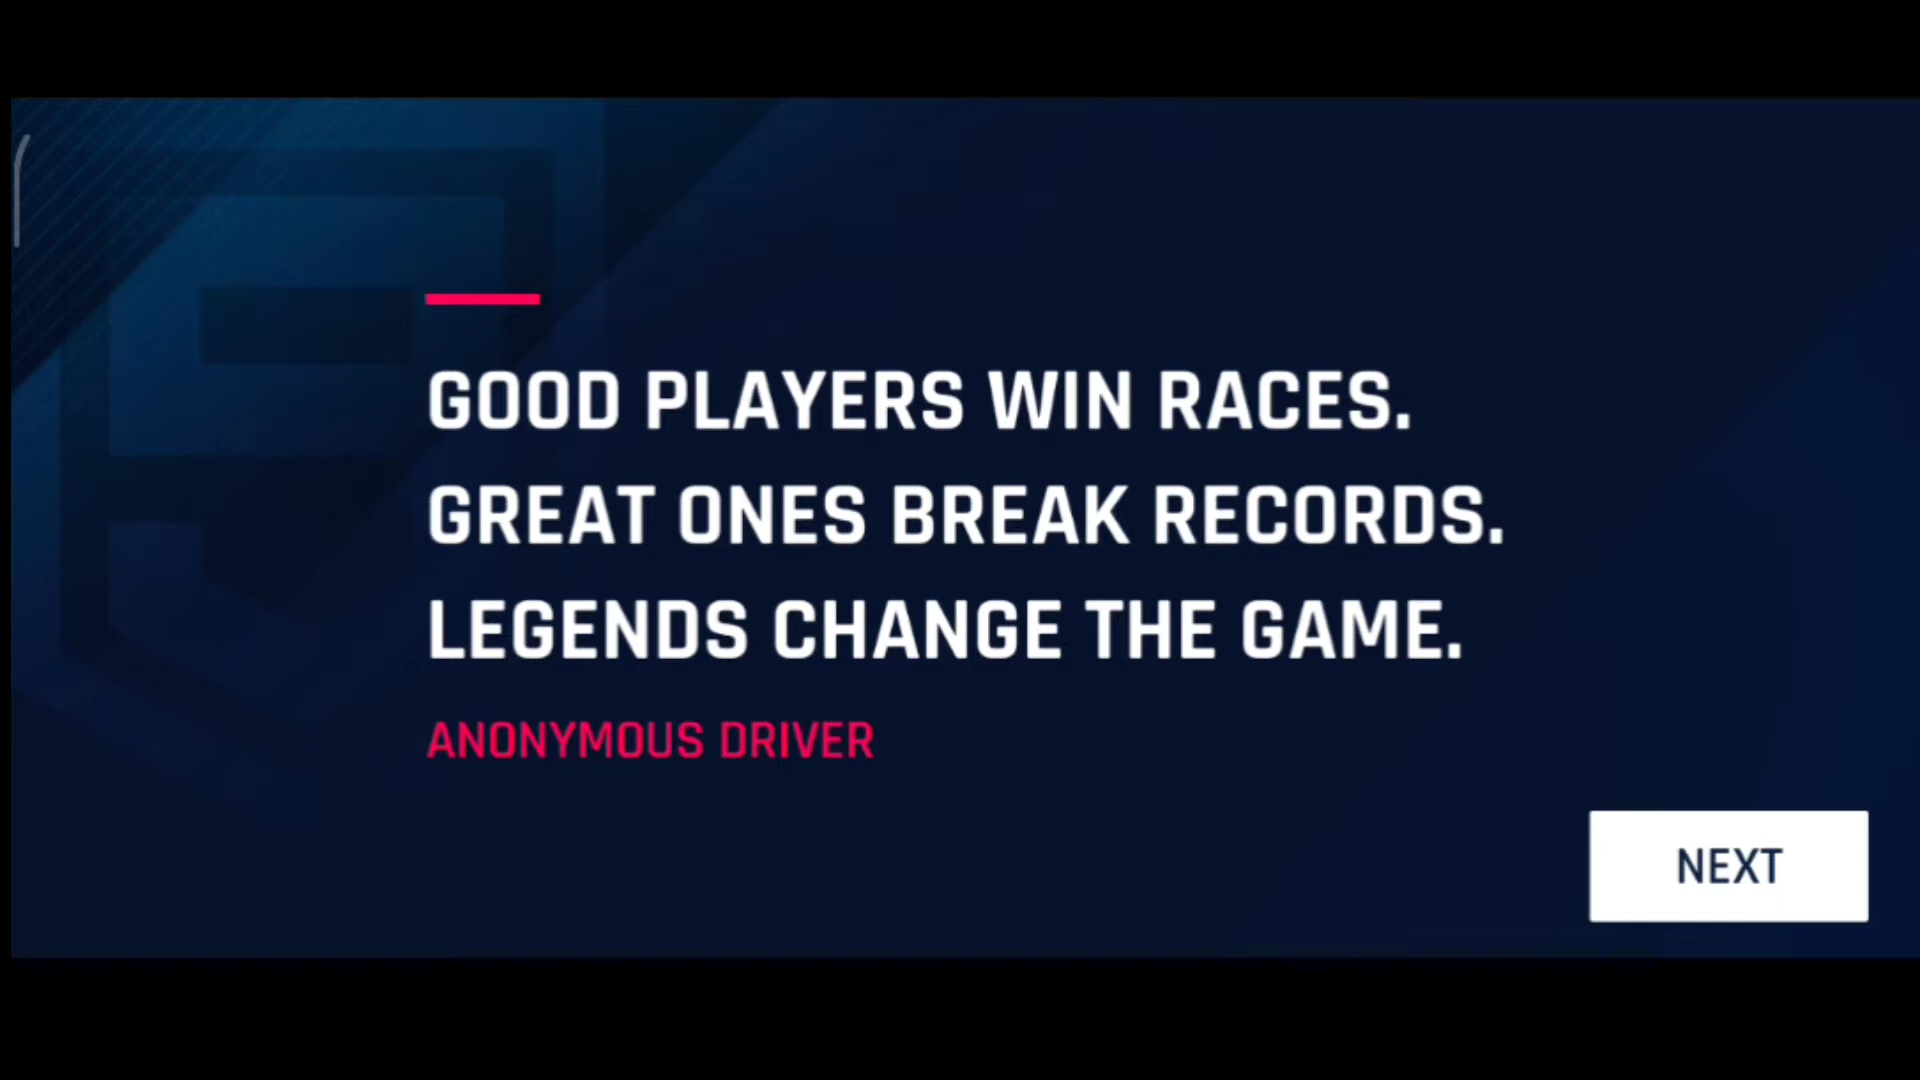 GOOD PLAYERS WIN RACES.
GREAT ONES BREAK RECORDS.
LEGENDS CHANGE THE GAME.
ANONYMOUS DRIVER
NEXT